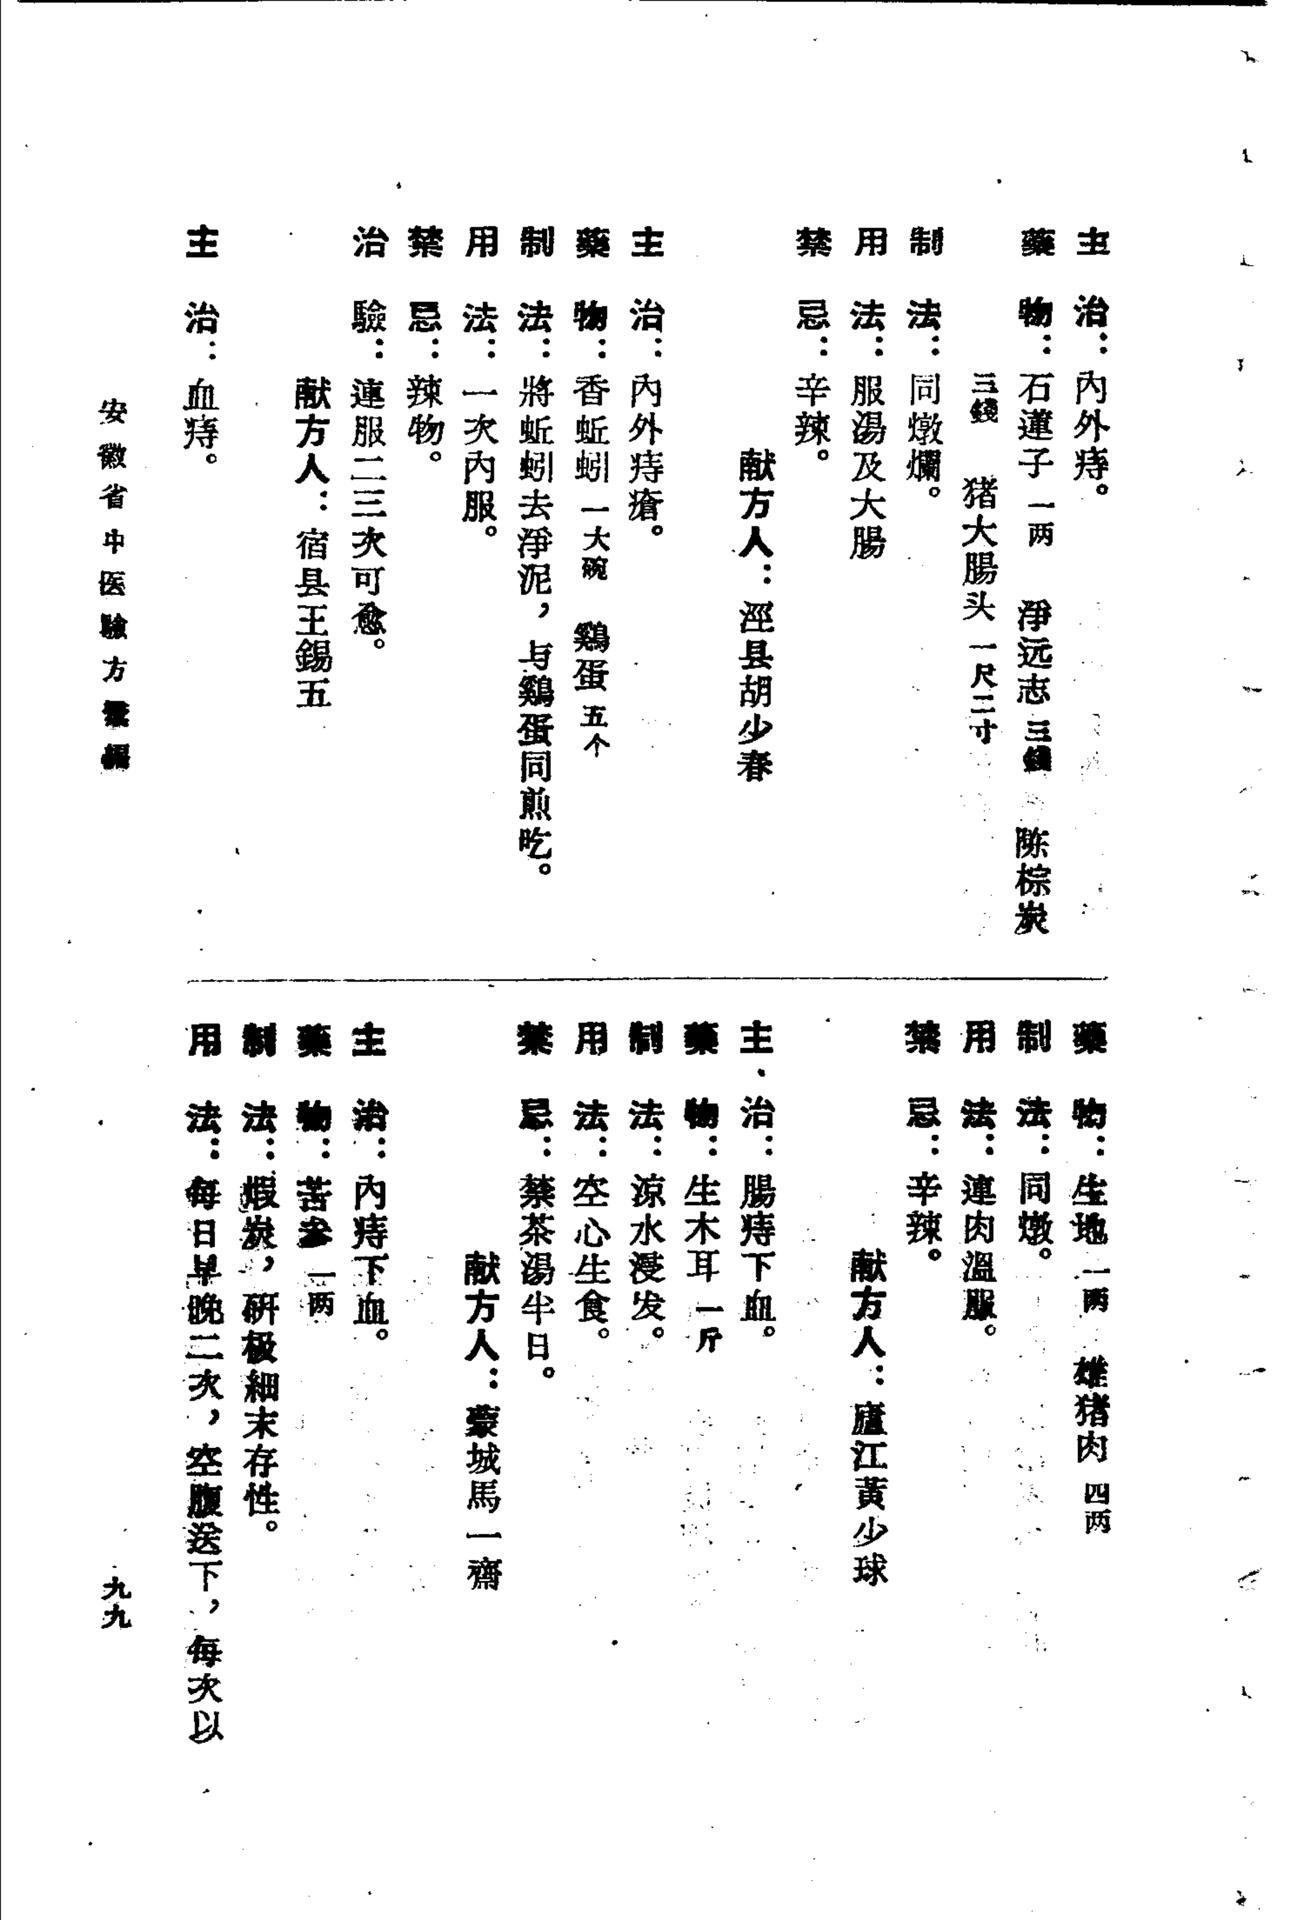 主治：內外痔。
藥物：石蓮子一两 淨远志三錢 陈棕炭
三錢 猪大腸头一尺二寸
制法：同燉爛。
用法：服湯及大腸
禁忌：辛辣。
献方人：涇县胡少春
主治：內外痔瘡。
藥物：香蚯蚓一大碗 鷄蛋五个
制法：將蚯蚓去淨泥，与鷄蛋同煎吃。
用法：一次內服。
禁忌：辣物。
治驗：連服二三次可愈。
献方人：宿县王錫五
主治：血痔。
藥物：生地一两 雄猪肉四两
制法：同燉。
用法：連肉溫服。
禁忌：辛辣。
献方人：廬江黃少球
主治：腸痔下血。
藥物：生木耳一斤
制法：涼水浸发。
用法：空心生食。
禁忌：禁茶湯半日。
献方人：蒙城馬一齋
主治：內痔下血。
藥物：苦参一两
制法：煅炭，研极細末存性。
用法：每日早晚二次，空腹送下，每次以
安徽省中医驗方
九九